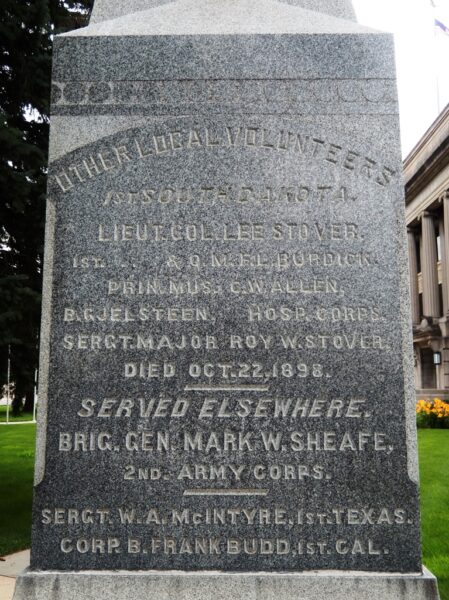 OTHER LOCAL VOLUNTEERS
1ST SOUTH DAKOTA.
LIEUT. COL. LEE STOVER.
1ST. & Q M. F. L. BURDICK.
PRIN. MUS. C. W. ALLEN.
B. GJELSTEEN. HOSP. CORPS.
SERGT. MAJOR ROY W. STOVER.
DIED OCT. 22, 1898.
SERVED ELSEWHERE.
BRIG. GEN. MARK W. SHEAFE,
2ND. ARMY CORPS.
SERGT. W. A. McINTYRE, 1ST. TEXAS.
CORP. B. FRANK BUDD, 1ST. CAL.